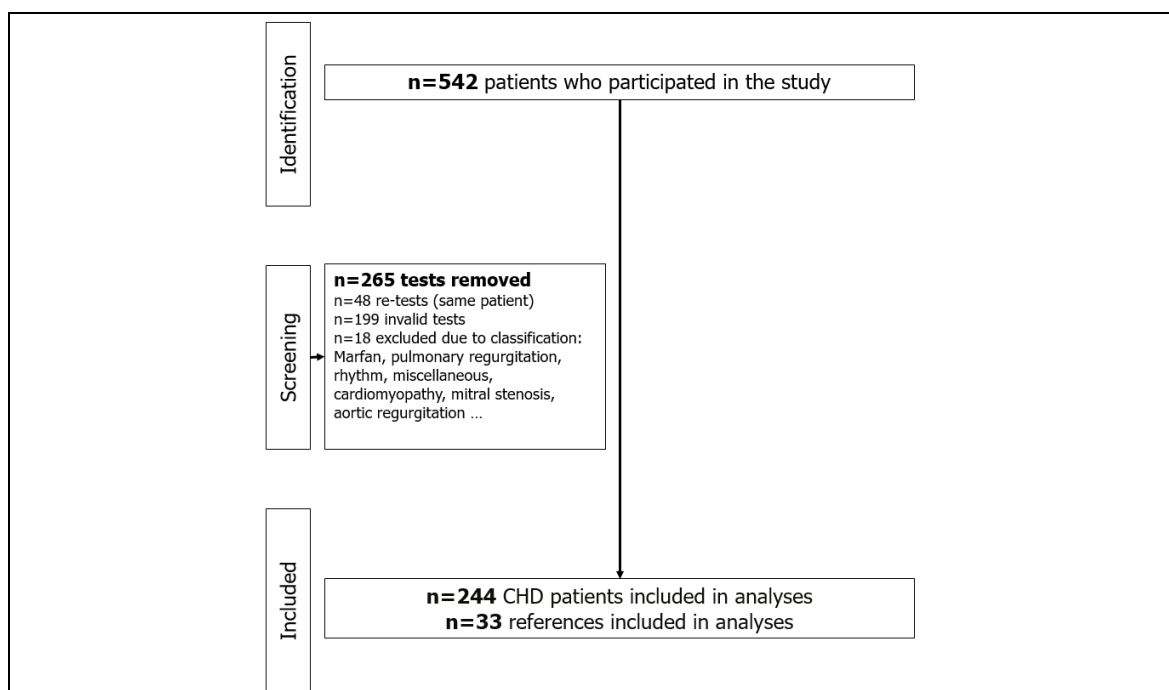 Identification
n=542 patients who participated in the study
Screening
n=265 tests removed
n=48 re-tests (same patient)
n=199 invalid tests
n=18 excluded due to classification:
Marfan, pulmonary regurgitation,
rhythm, miscellaneous,
cardiomyopathy, mitral stenosis,
aortic regurgitation ...
Included
n=244 CHD patients included in analyses
n=33 references included in analyses